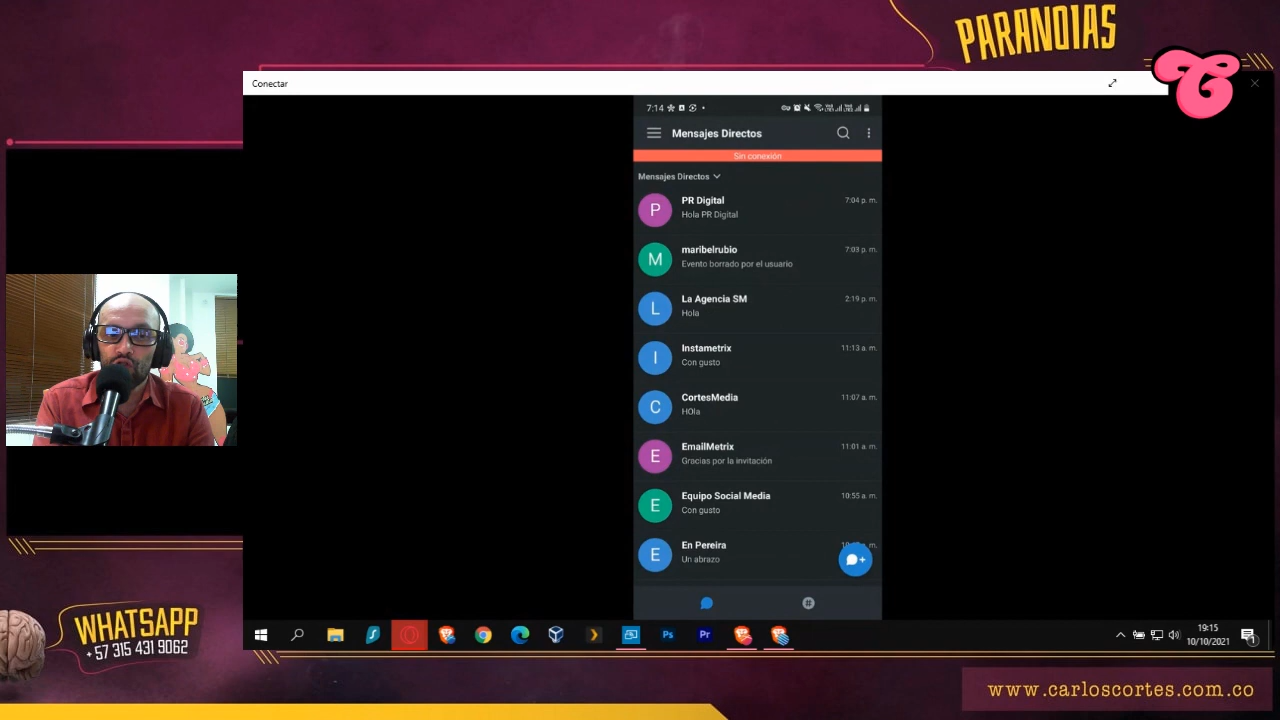 PARANOIAS
Conectar
7:14
Mensajes Directos
Sin conexión
Mensajes Directos
PR Digital
7:04 p. m.
Hola PR Digital
M
maribelrubio
7:03 p. m.
Evento borrado por el usuario
L
La Agencia SM
2:19 p. m.
Hola
I
Instametrix
11:13 a. m.
Con gusto
C
CortesMedia
11:07 a. m.
HOla
E
EmailMetrix
11:01 a. m.
Gracias por la invitación
E
Equipo Social Media
10:55 a. m.
Con gusto
E
En Pereira
Un abrazo
P
Ps
Pr
19:15
10/10/2021
WHATSAPP
+ 57 315 431 9062
www.carloscortes.com.co